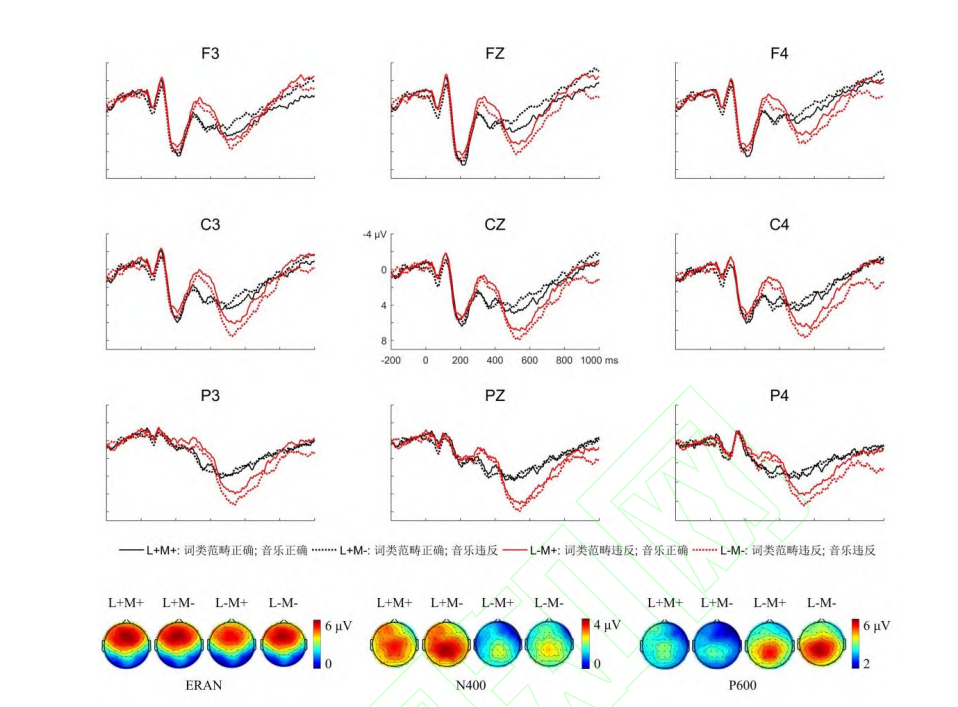 F3 FZ F4
C3 CZ C4
-4 μV
0
4
8
-200 0 200 400 600 800 1000 ms
P3 PZ P4
L+M+: 词类范畴正确; 音乐正确 L+M-: 词类范畴正确; 音乐违反 L-M+: 词类范畴违反; 音乐正确 L-M-: 词类范畴违反; 音乐违反
L+M+ L+M- L-M+ L-M- L+M+ L+M- L-M+ L-M- L+M+ L+M- L-M+ L-M-
6 μV 4 μV 6 μV
0 0 2
ERAN N400 P600